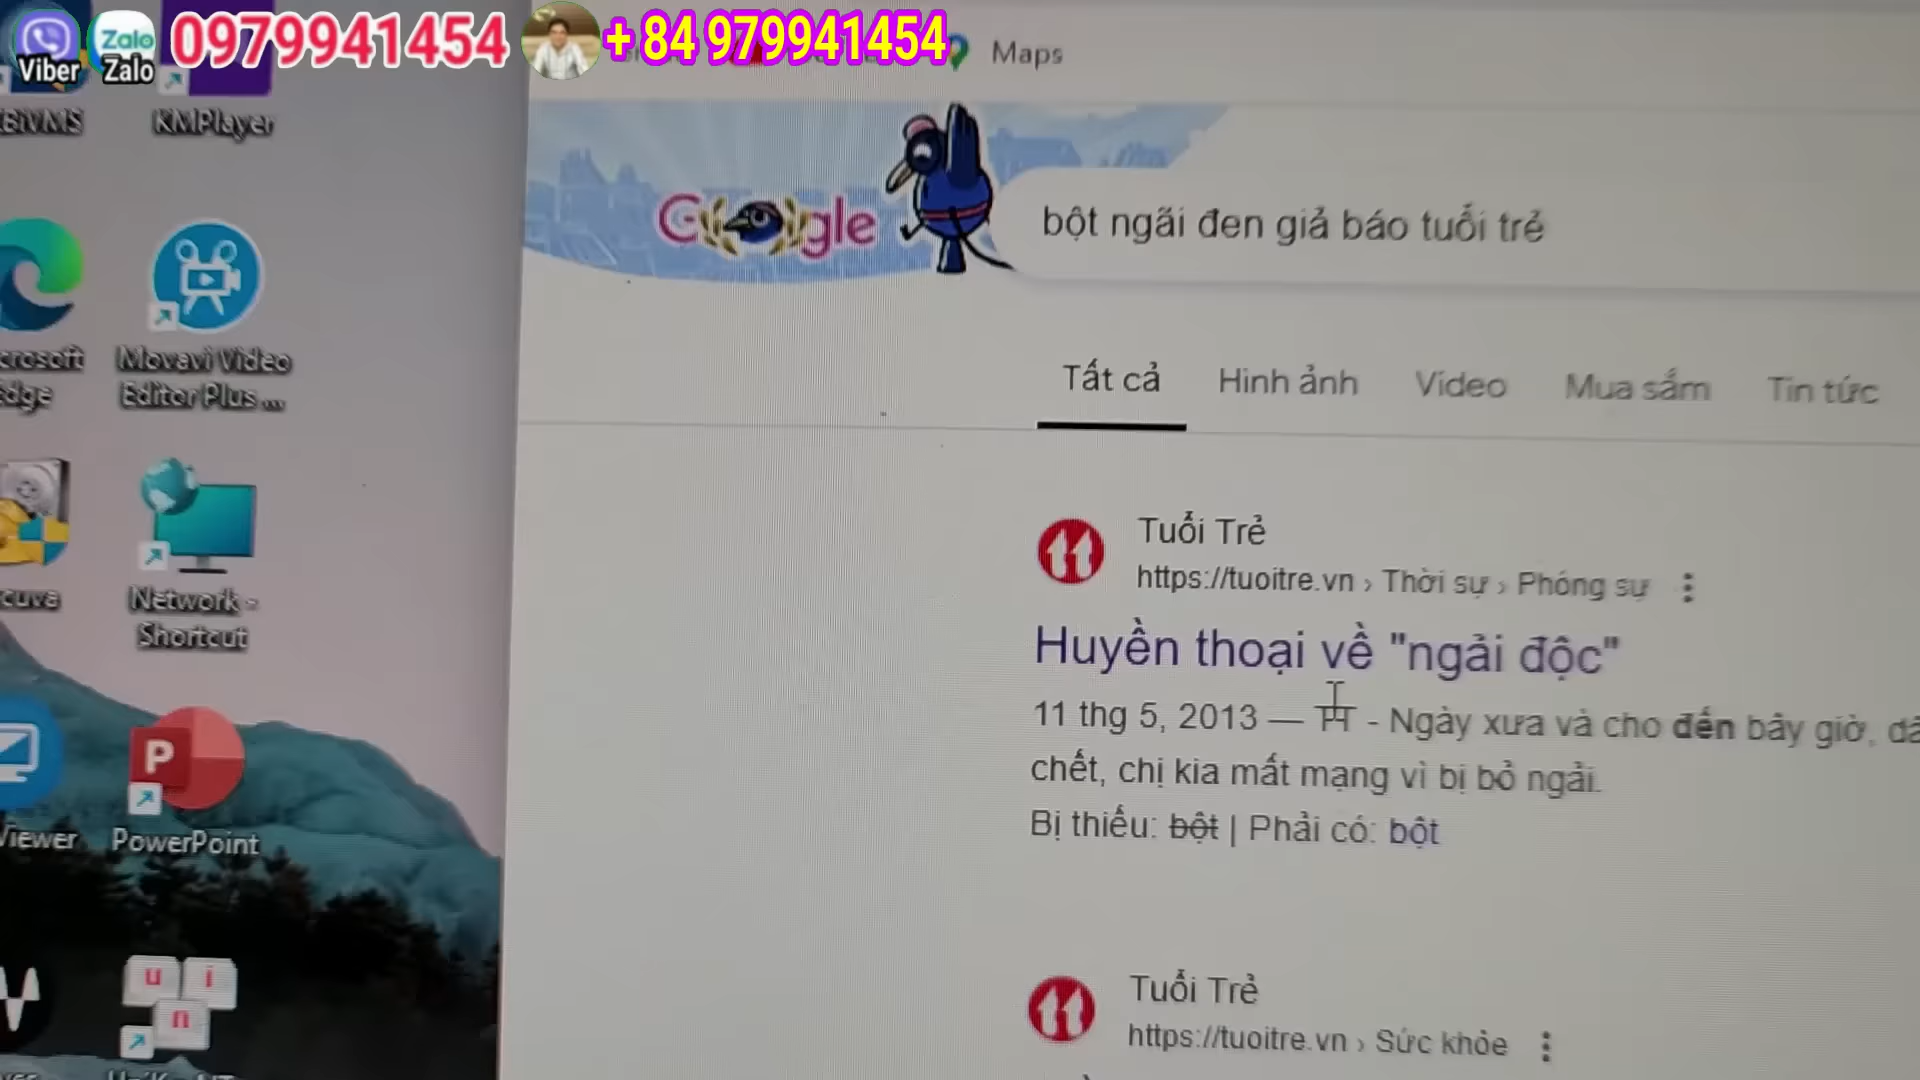 Viber
Zalo
Zalo
0979941454
+ 84 979941454
Maps
KMPlayer
Google
bột ngãi đen giả báo tuổi trẻ
Movavi Video
Editor Plus ...
Tất cả
Hình ảnh
Video
Mua sắm
Tin tức
Network -
Shortcut
Tuổi Trẻ
https://tuoitre.vn › Thời sự › Phóng sự
Huyền thoại về "ngải độc"
11 thg 5, 2013 — TT - Ngày xưa và cho đến bây giờ,
chết, chị kia mất mạng vì bị bỏ ngải.
Bị thiếu: bột | Phải có: bột
Viewer
P
PowerPoint
u i
n
Tuổi Trẻ
https://tuoitre.vn › Sức khỏe